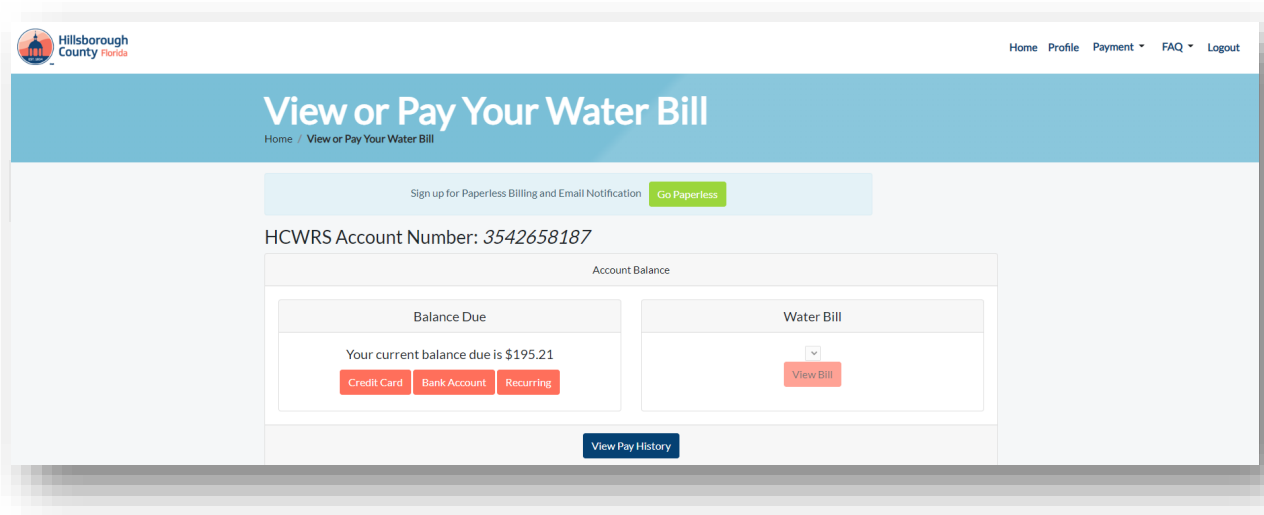 Hillsborough
County Florida
EST. 1834
Home Profile Payment FAQ Logout
View or Pay Your Water Bill
Home / View or Pay Your Water Bill
Sign up for Paperless Billing and Email Notification Go Paperless
HCWRS Account Number: 3542658187
Account Balance
Balance Due
Your current balance due is $195.21
Credit Card Bank Account Recurring
Water Bill
View Bill
View Pay History